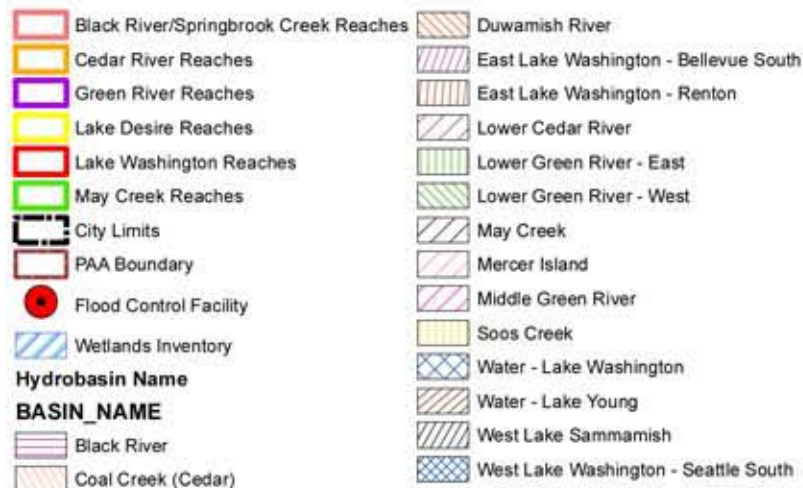 Black River/Springbrook Creek Reaches
Cedar River Reaches
Green River Reaches
Lake Desire Reaches
Lake Washington Reaches
May Creek Reaches
City Limits
PAA Boundary
Flood Control Facility
Wetlands Inventory
Hydrobasin Name
BASIN_NAME
Black River
Coal Creek (Cedar)
Duwamish River
East Lake Washington - Bellevue South
East Lake Washington - Renton
Lower Cedar River
Lower Green River - East
Lower Green River - West
May Creek
Mercer Island
Middle Green River
Soos Creek
Water - Lake Washington
Water - Lake Young
West Lake Sammamish
West Lake Washington - Seattle South